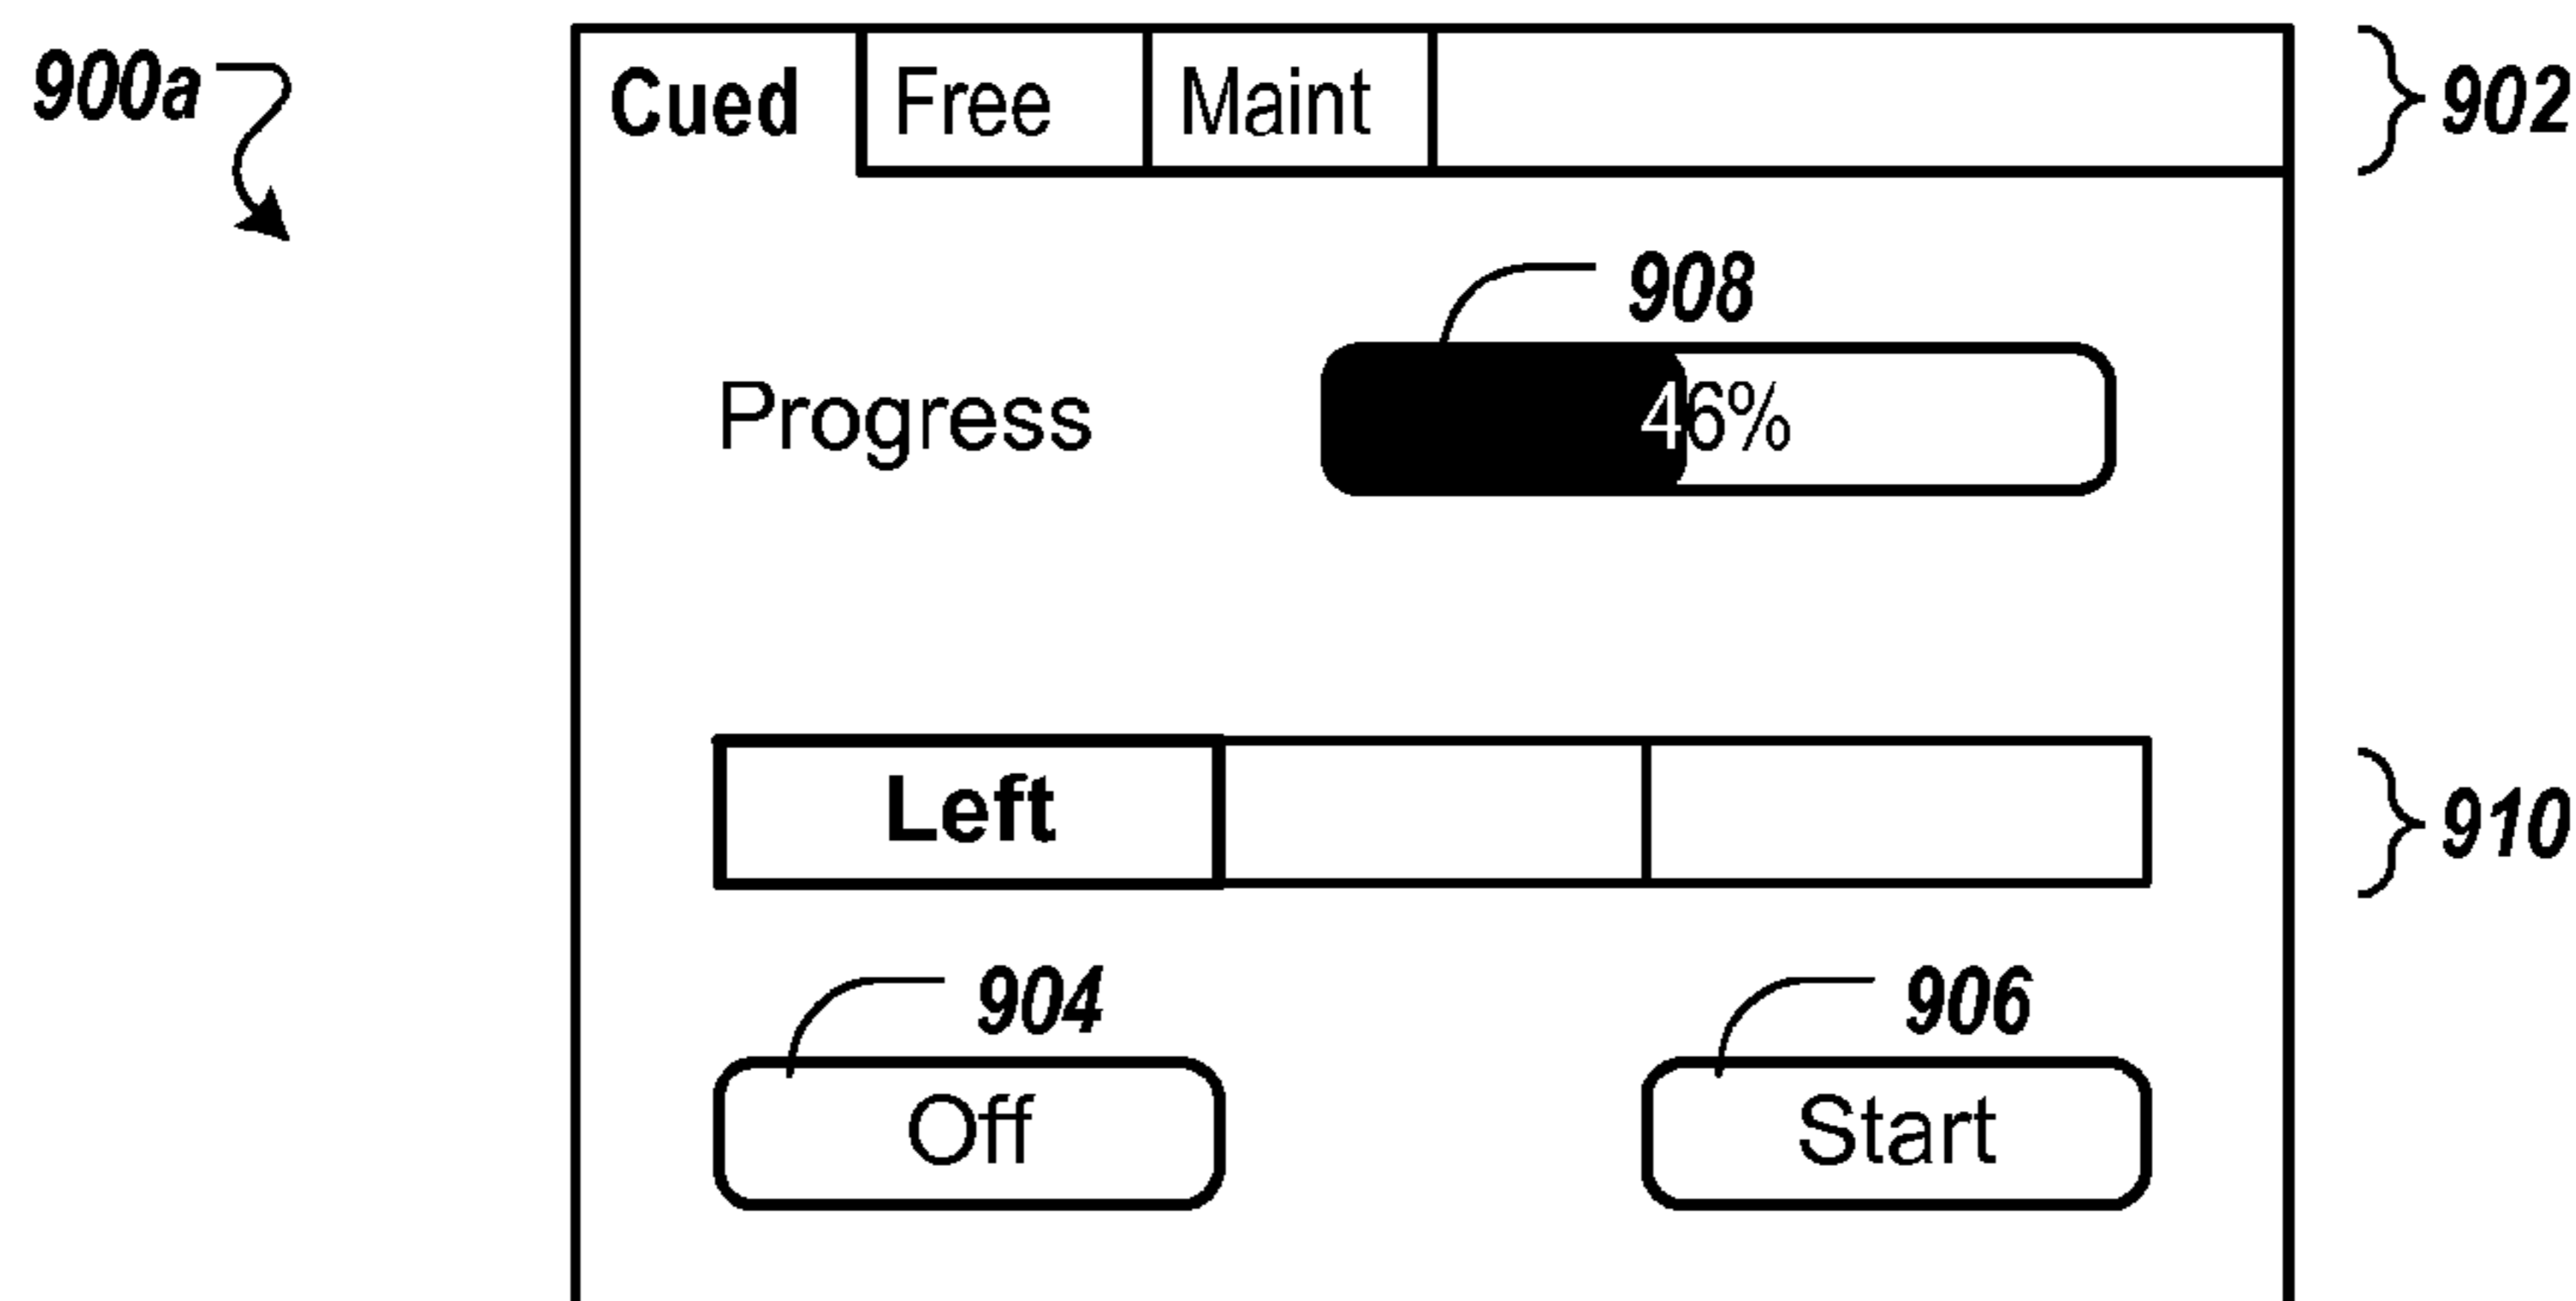 900a
Cued Free Maint 902
908
Progress 46%
Left 910
904 906
Off Start